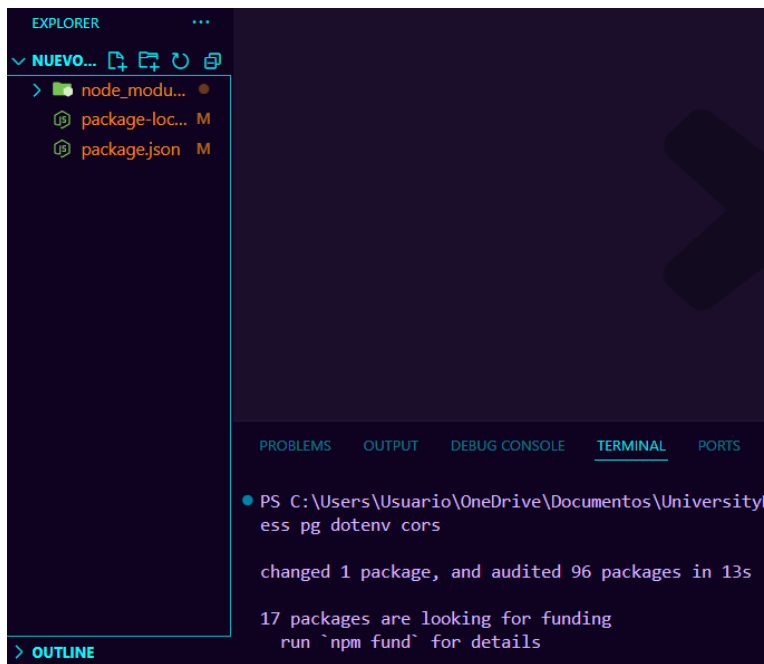 EXPLORER ...
NUEVO...
node_modu...
package-loc... M
package.json M
PROBLEMS OUTPUT DEBUG CONSOLE TERMINAL PORTS
PS C:\Users\Usuario\OneDrive\Documentos\University
ess pg dotenv cors
changed 1 package, and audited 96 packages in 13s
17 packages are looking for funding
run `npm fund` for details
OUTLINE